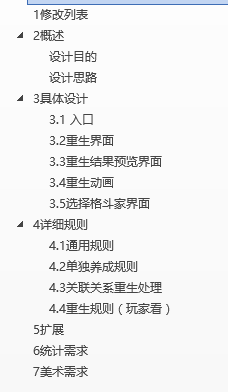 1修改列表
2概述
设计目的
设计思路
3具体设计
3.1 入口
3.2重生界面
3.3重生结果预览界面
3.4重生动画
3.5选择格斗家界面
4详细规则
4.1通用规则
4.2单独养成规则
4.3关联关系重生处理
4.4重生规则（玩家看）
5扩展
6统计需求
7美术需求